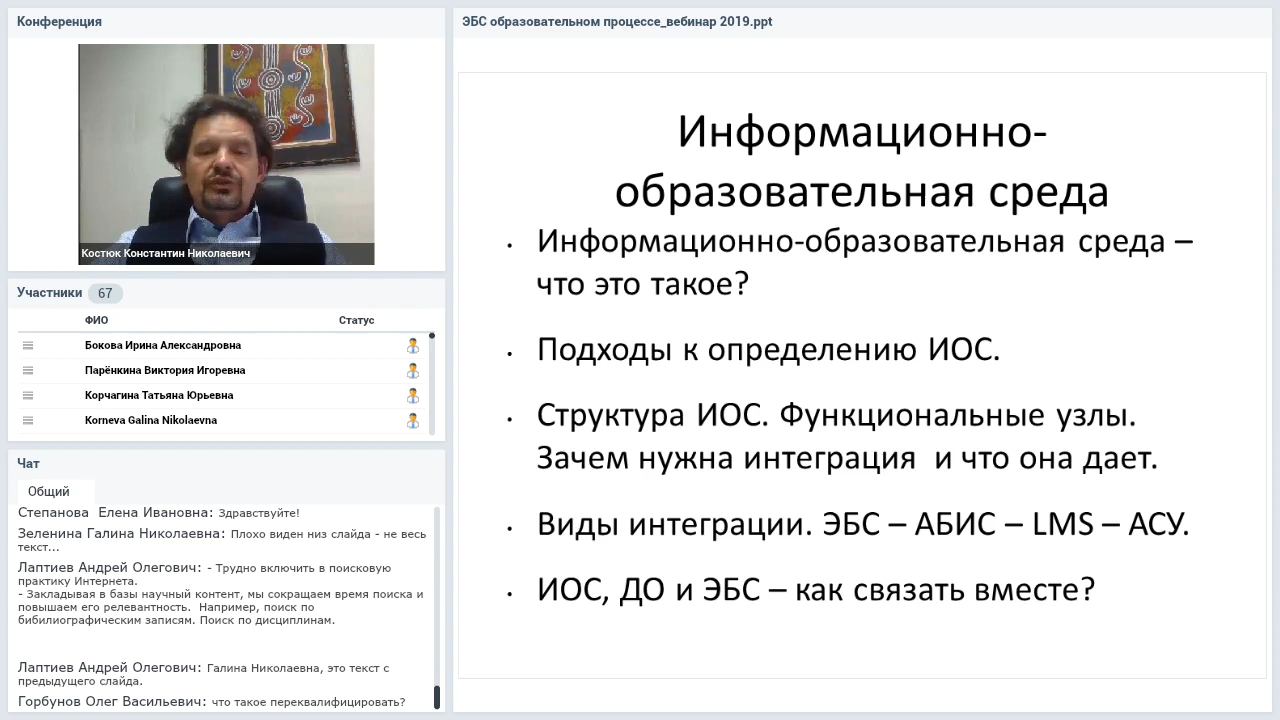 Конференция
Костюк Константин Николаевич
Участники 67
ФИО Статус
Бокова Ирина Александровна
Парёнкина Виктория Игоревна
Корчагина Татьяна Юрьевна
Korneva Galina Nikolaevna
Чат
Общий
Степанова Елена Ивановна: Здравствуйте!
Зеленина Галина Николаевна: Плохо виден низ слайда - не весь
текст...
Лаптиев Андрей Олегович: - Трудно включить в поисковую
практику Интернета.
- Закладывая в базы научный контент, мы сокращаем время поиска и
повышаем его релевантность. Например, поиск по
бибилиографическим записям. Поиск по дисциплинам.
Лаптиев Андрей Олегович: Галина Николаевна, это текст с
предыдущего слайда.
Горбунов Олег Васильевич: что такое переквалифицировать?
ЭБС образовательном процессе_вебинар 2019.ppt
Информационно-
образовательная среда
• Информационно-образовательная среда –
что это такое?
• Подходы к определению ИОС.
• Структура ИОС. Функциональные узлы.
Зачем нужна интеграция и что она дает.
• Виды интеграции. ЭБС – АБИС – LMS – АСУ.
• ИОС, ДО и ЭБС – как связать вместе?